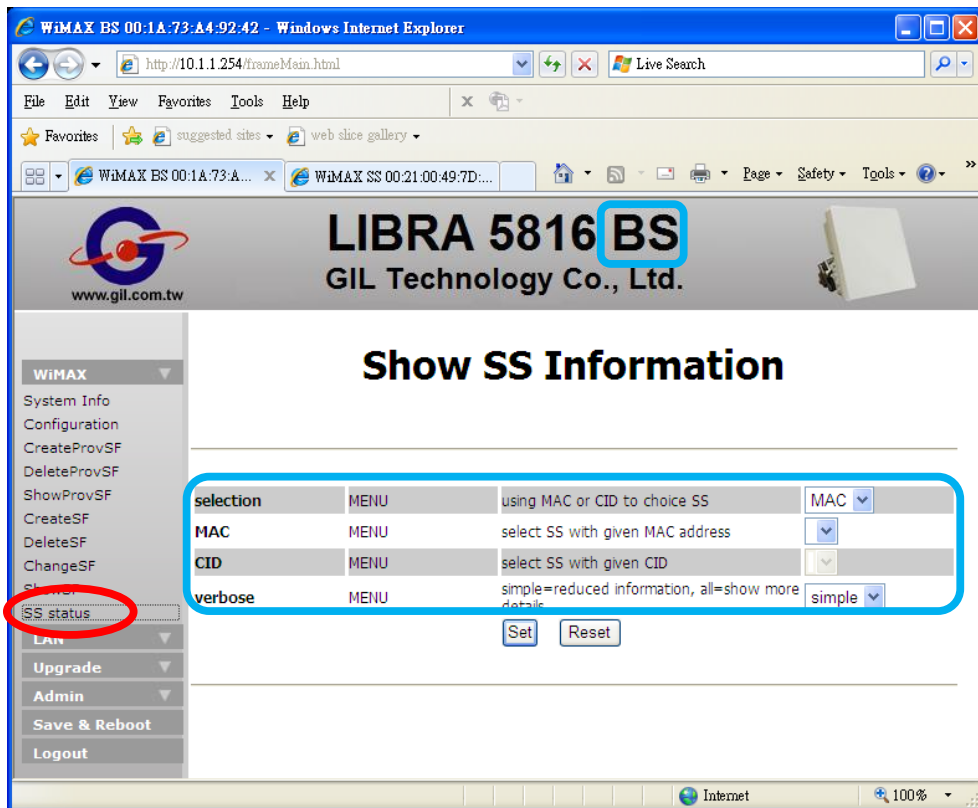 WiMAX BS 00:1A:73:A4:92:42 - Windows Internet Explorer
http://10.1.1.254/frameMain.html
Live Search
File Edit View Favorites Tools Help
Favorites suggested sites web slice gallery
WiMAX BS 00:1A:73:A... WiMAX SS 00:21:00:49:7D:... Page Safety Tools
LIBRA 5816 BS
GIL Technology Co., Ltd.
www.gil.com.tw
Show SS Information
WiMAX
System Info
Configuration
CreateProvSF
DeleteProvSF
ShowProvSF
CreateSF
DeleteSF
ChangeSF
ShowSF
SS status
LAN
Upgrade
Admin
Save & Reboot
Logout
selection MENU using MAC or CID to choice SS MAC
MAC MENU select SS with given MAC address
CID MENU select SS with given CID
verbose MENU simple=reduced information, all=show more details simple
Set Reset
Internet 100%